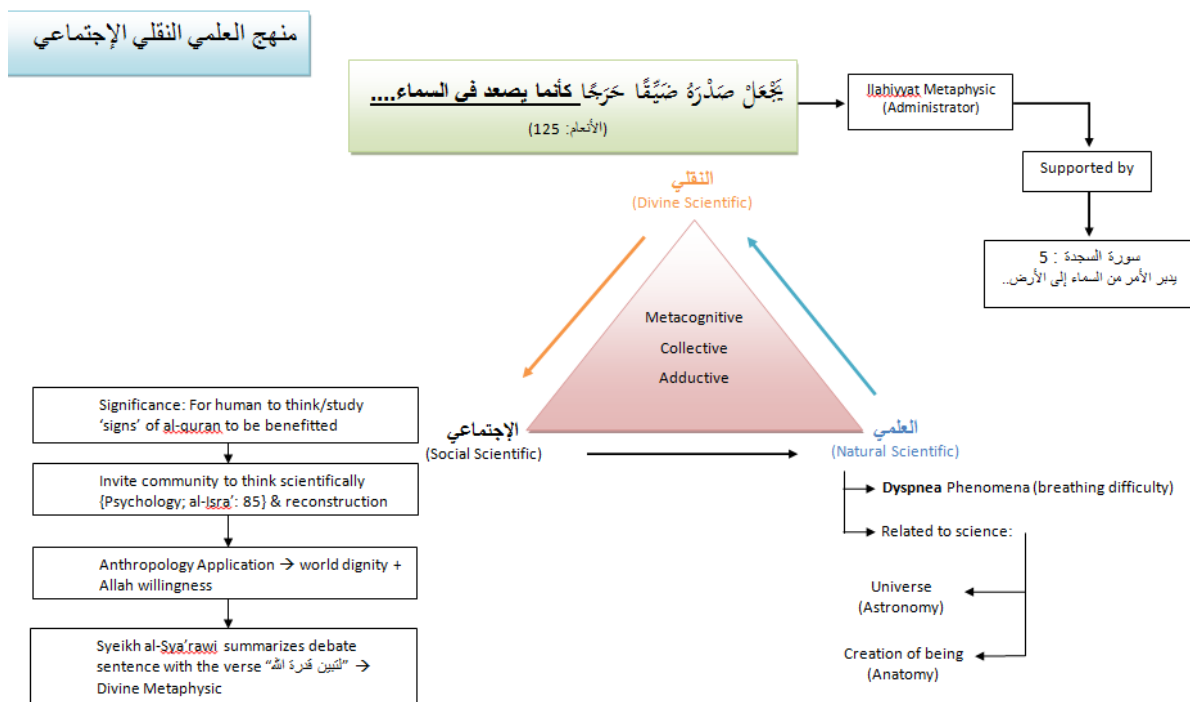 منهج العلمي النقلي الإجتماعي
يَجْعَلْ صَدْرَهُ ضَيِّقًا حَرَجًا كأنما يصعد في السماء....
(الأنعام: 125)
Ilahiyyat Metaphysic
(Administrator)
Supported by
سورة السجدة : 5
يدبر الأمر من السماء إلى الأرض..
النقلي
(Divine Scientific)
Metacognitive
Collective
Adductive
الإجتماعي
(Social Scientific)
العلمي
(Natural Scientific)
Significance: For human to think/study
‘signs’ of al-quran to be benefitted
Invite community to think scientifically
{Psychology; al-Isra’: 85} & reconstruction
Anthropology Application → world dignity +
Allah willingness
Syeikh al-Sya’rawi summarizes debate
sentence with the verse “لتبين قدرة الله” →
Divine Metaphysic
Dyspnea Phenomena (breathing difficulty)
Related to science:
Universe
(Astronomy)
Creation of being
(Anatomy)